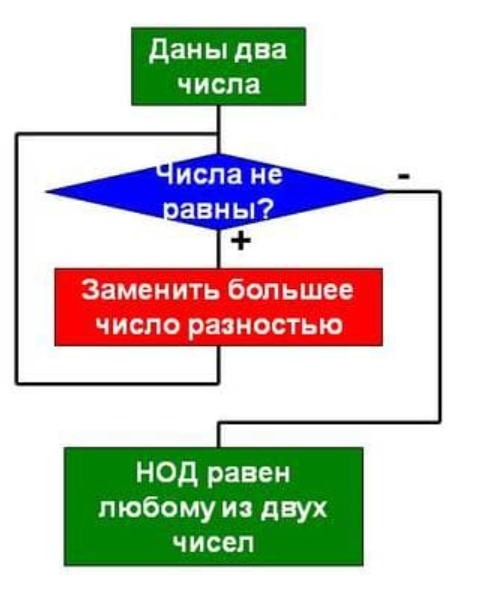 Даны два
числа
Числа не
равны?
-
+
Заменить большее
число разностью
НОД равен
любому из двух
чисел